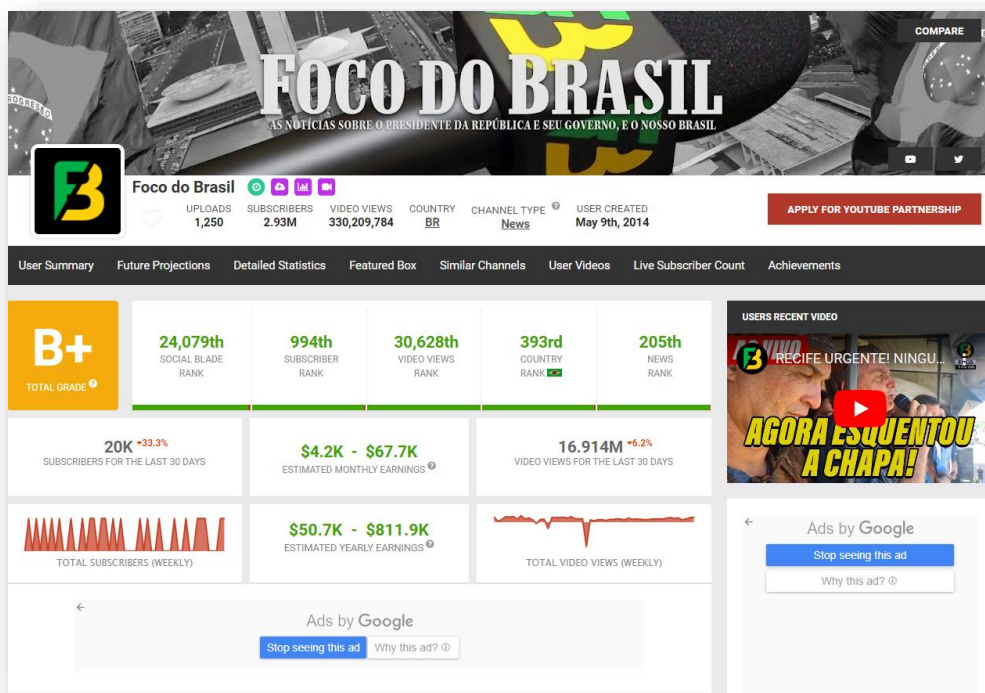 COMPARE
PROGRESSO
FOCO DO BRASIL
AS NOTÍCIAS SOBRE O PRESIDENTE DA REPÚBLICA E SEU GOVERNO, E O NOSSO BRASIL
Foco do Brasil
UPLOADS SUBSCRIBERS VIDEO VIEWS COUNTRY CHANNEL TYPE USER CREATED
1,250 2.93M 330,209,784 BR News May 9th, 2014
APPLY FOR YOUTUBE PARTNERSHIP
User Summary Future Projections Detailed Statistics Featured Box Similar Channels User Videos Live Subscriber Count Achievements
B+
TOTAL GRADE
24,079th
SOCIAL BLADE
RANK
994th
SUBSCRIBER
RANK
30,628th
VIDEO VIEWS
RANK
393rd
COUNTRY
RANK
205th
NEWS
RANK
20K -33.3%
SUBSCRIBERS FOR THE LAST 30 DAYS
$4.2K - $67.7K
ESTIMATED MONTHLY EARNINGS
16.914M -6.2%
VIDEO VIEWS FOR THE LAST 30 DAYS
TOTAL SUBSCRIBERS (WEEKLY)
$50.7K - $811.9K
ESTIMATED YEARLY EARNINGS
TOTAL VIDEO VIEWS (WEEKLY)
Ads by Google
Stop seeing this ad Why this ad?
USERS RECENT VIDEO
RECIFE URGENTE! NINGU...
AGORA ESQUENTOU
A CHAPA!
Ads by Google
Stop seeing this ad
Why this ad?